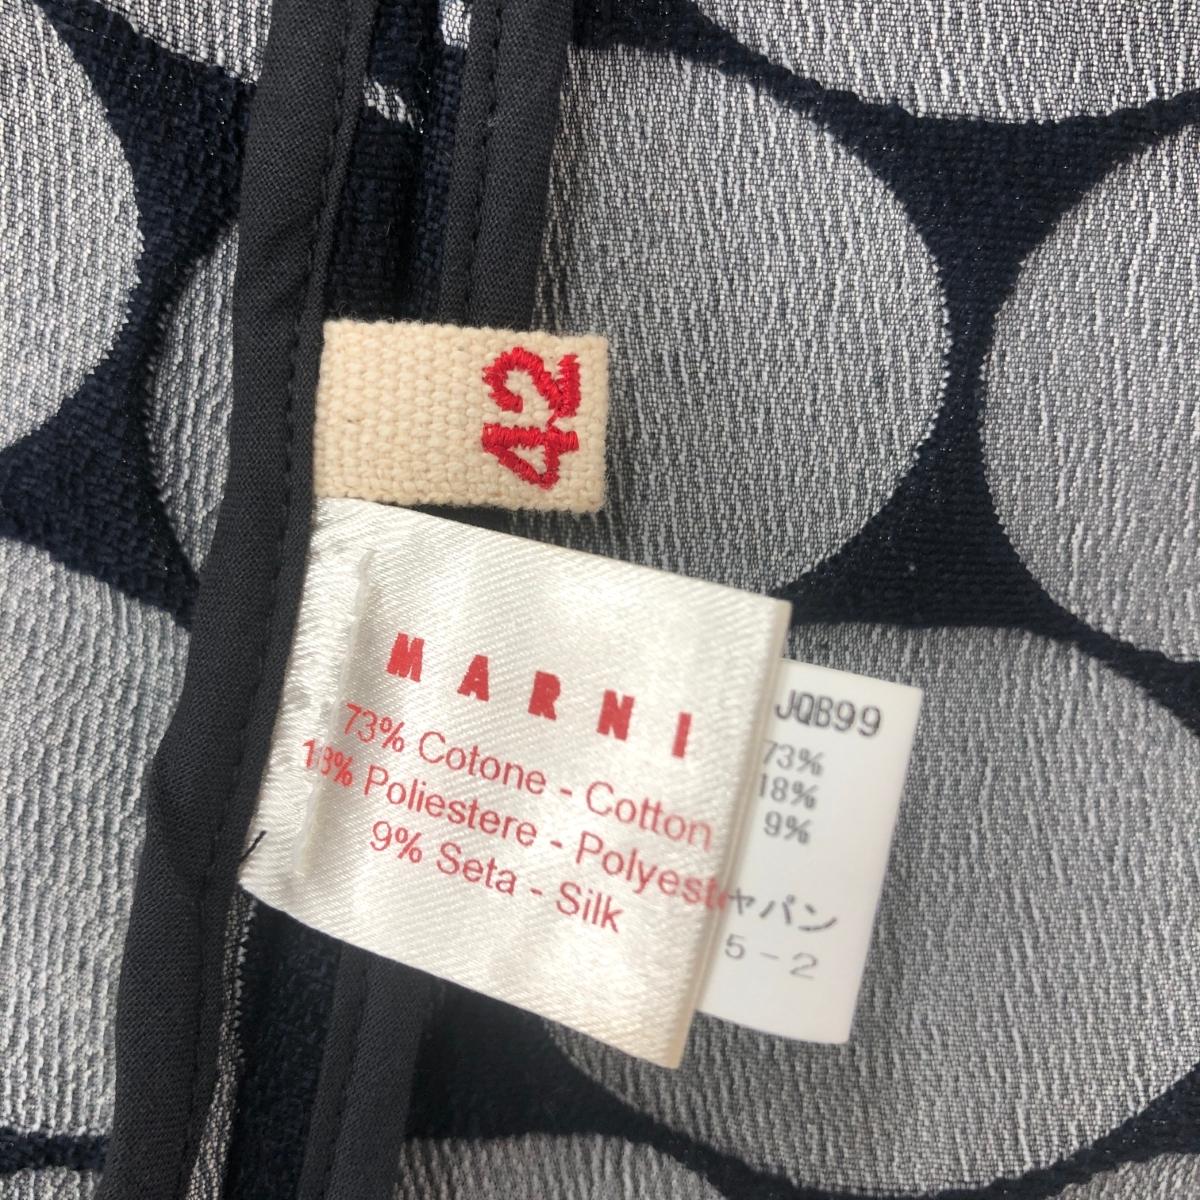 42
MARNI
73% Cotone - Cotton
18% Poliestere - Polyest
9% Seta - Silk
JQB99
73%
18%
9%
ャパン
5-2